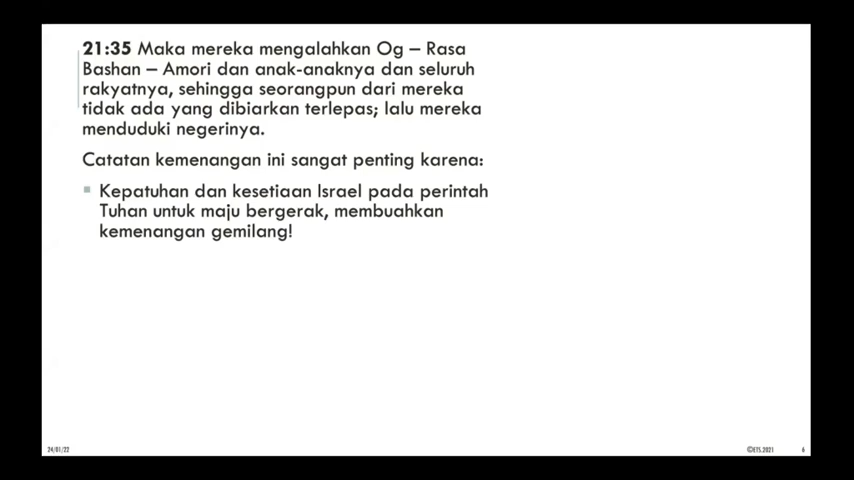 21:35 Maka mereka mengalahkan Og – Rasa
Bashan – Amori dan anak-anaknya dan seluruh
rakyatnya, sehingga seorangpun dari mereka
tidak ada yang dibiarkan terlepas; lalu mereka
menduduki negerinya.
Catatan kemenangan ini sangat penting karena:
▪ Kepatuhan dan kesetiaan Israel pada perintah
Tuhan untuk maju bergerak, membuahkan
kemenangan gemilang!
24/01/22
©ETS.2021
6